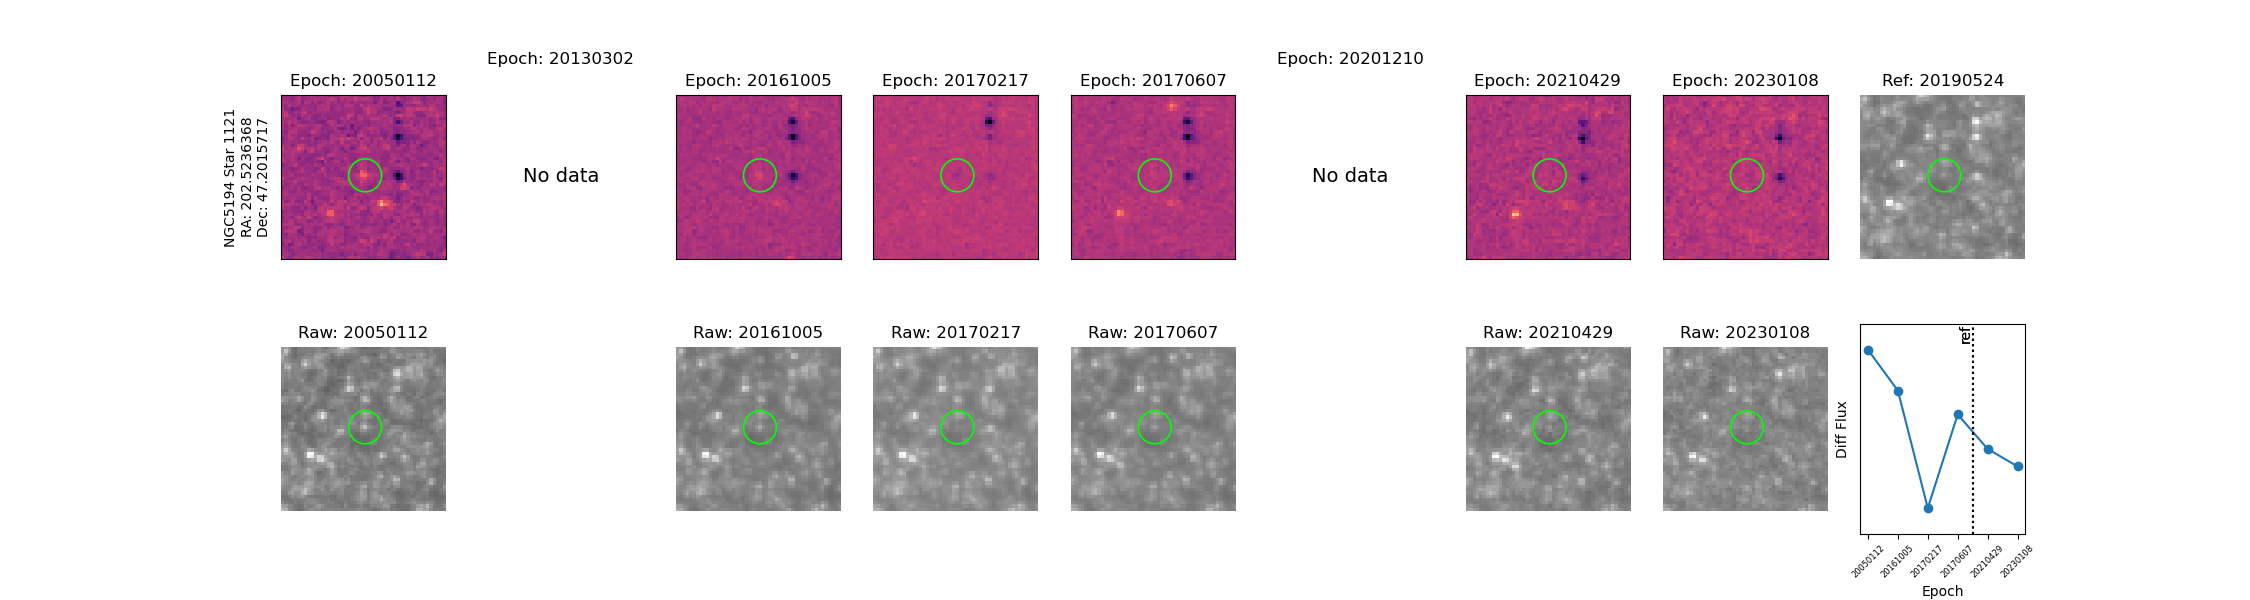 Epoch: 20130302
Epoch: 20201210
Epoch: 20050112
Epoch: 20161005
Epoch: 20170217
Epoch: 20170607
Epoch: 20210429
Epoch: 20230108
Ref: 20190524
NGC5194 Star 1121
RA: 202.5236368
Dec: 47.2015717
No data
No data
Raw: 20050112
Raw: 20161005
Raw: 20170217
Raw: 20170607
Raw: 20210429
Raw: 20230108
ref
Diff Flux
20050112
20161005
20170217
20170607
20210429
20230108
Epoch